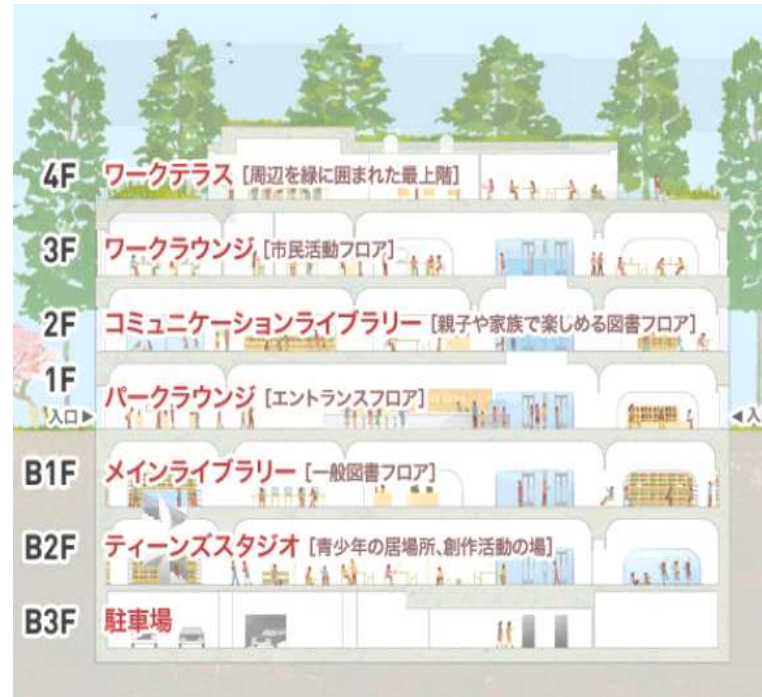 4F ワークテラス [周辺を緑に囲まれた最上階]
3F ワークラウンジ [市民活動フロア]
2F コミュニケーションライブラリー [親子や家族で楽しめる図書フロア]
1F パークラウンジ [エントランスフロア]
入口▶ ◀入
B1F メインライブラリー [一般図書フロア]
B2F ティーンズスタジオ [青少年の居場所、創作活動の場]
B3F 駐車場